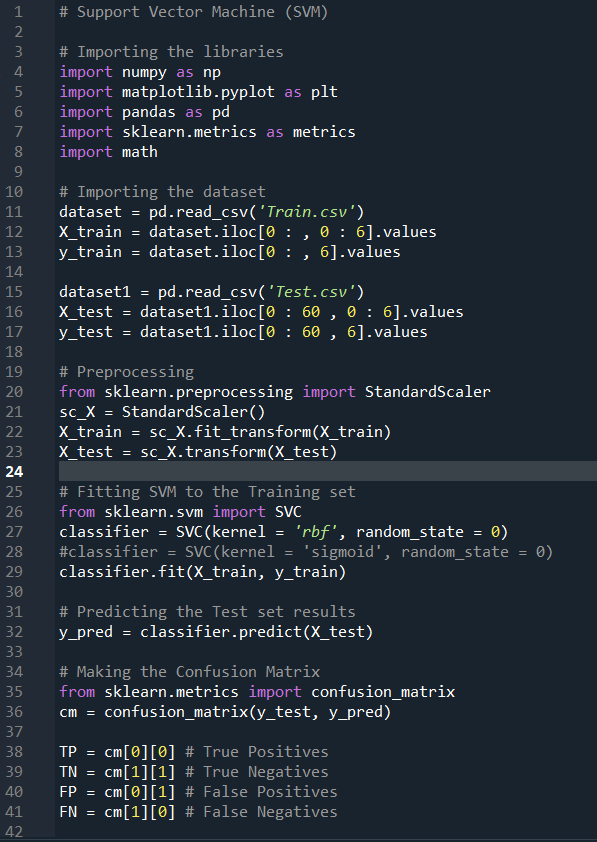 1 # Support Vector Machine (SVM)
2
3 # Importing the libraries
4 import numpy as np
5 import matplotlib.pyplot as plt
6 import pandas as pd
7 import sklearn.metrics as metrics
8 import math
9
10 # Importing the dataset
11 dataset = pd.read_csv('Train.csv')
12 X_train = dataset.iloc[0 : , 0 : 6].values
13 y_train = dataset.iloc[0 : , 6].values
14
15 dataset1 = pd.read_csv('Test.csv')
16 X_test = dataset1.iloc[0 : 60 , 0 : 6].values
17 y_test = dataset1.iloc[0 : 60 , 6].values
18
19 # Preprocessing
20 from sklearn.preprocessing import StandardScaler
21 sc_X = StandardScaler()
22 X_train = sc_X.fit_transform(X_train)
23 X_test = sc_X.transform(X_test)
24
25 # Fitting SVM to the Training set
26 from sklearn.svm import SVC
27 classifier = SVC(kernel = 'rbf', random_state = 0)
28 #classifier = SVC(kernel = 'sigmoid', random_state = 0)
29 classifier.fit(X_train, y_train)
30
31 # Predicting the Test set results
32 y_pred = classifier.predict(X_test)
33
34 # Making the Confusion Matrix
35 from sklearn.metrics import confusion_matrix
36 cm = confusion_matrix(y_test, y_pred)
37
38 TP = cm[0][0] # True Positives
39 TN = cm[1][1] # True Negatives
40 FP = cm[0][1] # False Positives
41 FN = cm[1][0] # False Negatives
42